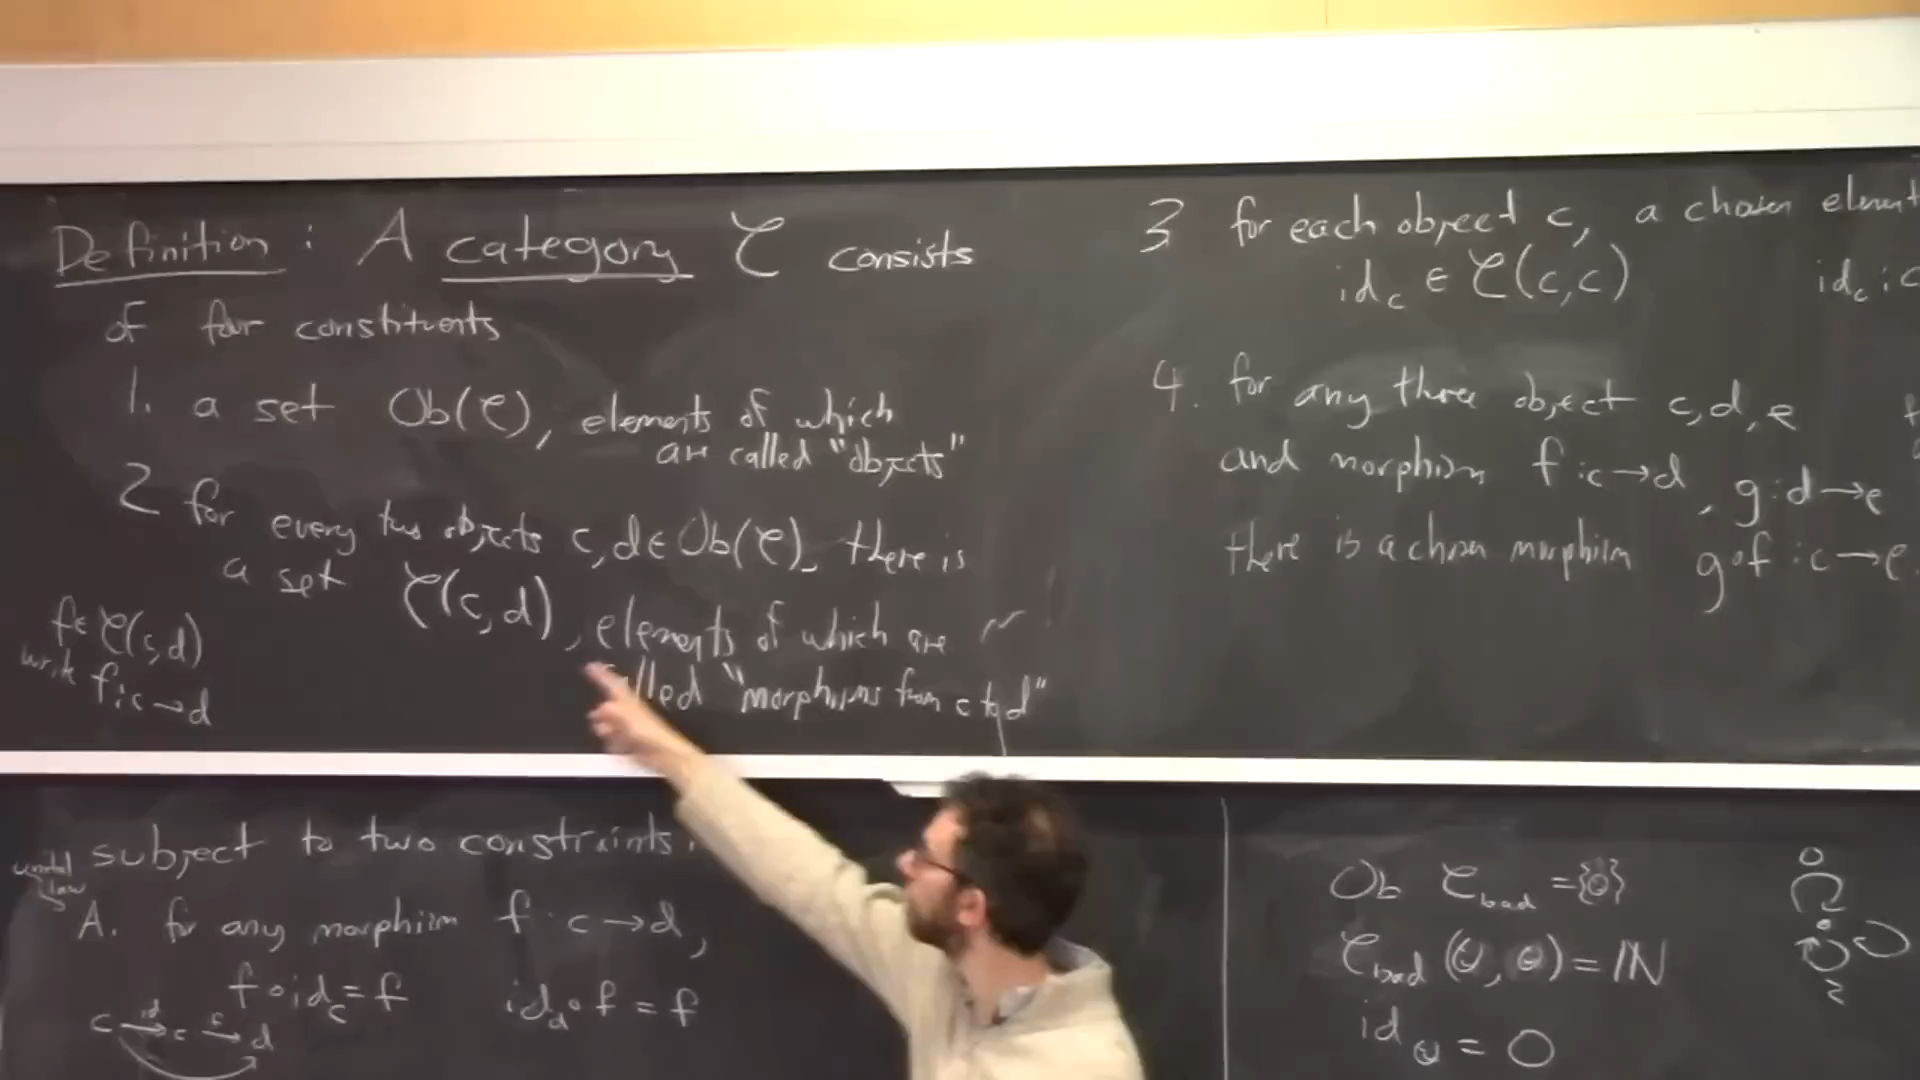 Definition: A category C consists
of four constituents
1. a set Ob(C), elements of which
are called "objects"
2 for every two objects c,d∈Ob(C) there is
a set C(c,d), elements of which are
called "morphisms from c to d"
f∈C(c,d)
write f:c→d
3 for each object c, a chosen element
id_c ∈ C(c,c) id_c : c
4. for any three object c,d,e
and morphism f:c→d, g:d→e
there is a chosen morphism g∘f:c→e.
subject to two constraints.
unital law
A. for any morphism f:c→d,
f∘id_c=f id_d∘f=f
c →id c →f d
Ob C_bad = {☺}
C_bad (☺,☺)=ℕ
id_☺ = 0
0
2